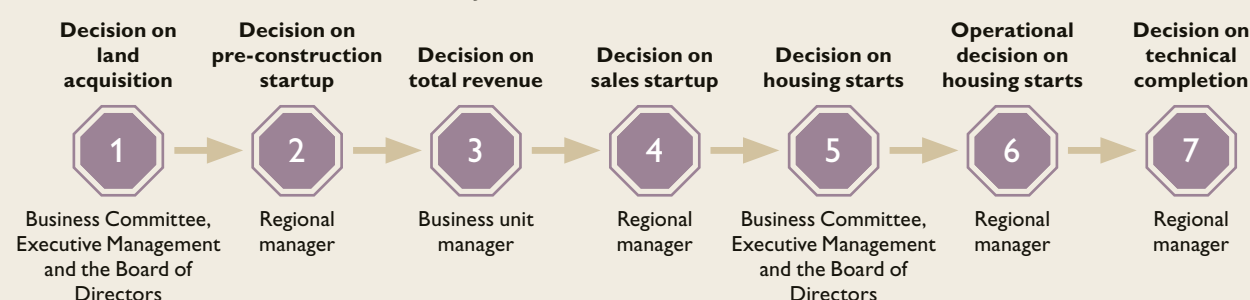 Decision on
land
acquisition
Decision on
pre-construction
startup
Decision on
total revenue
Decision on
sales startup
Decision on
housing starts
Operational
decision on
housing starts
Decision on
technical
completion
1
2
3
4
5
6
7
Business Committee,
Executive Management
and the Board of
Directors
Regional
manager
Business unit
manager
Regional
manager
Business Committee,
Executive Management
and the Board of
Directors
Regional
manager
Regional
manager